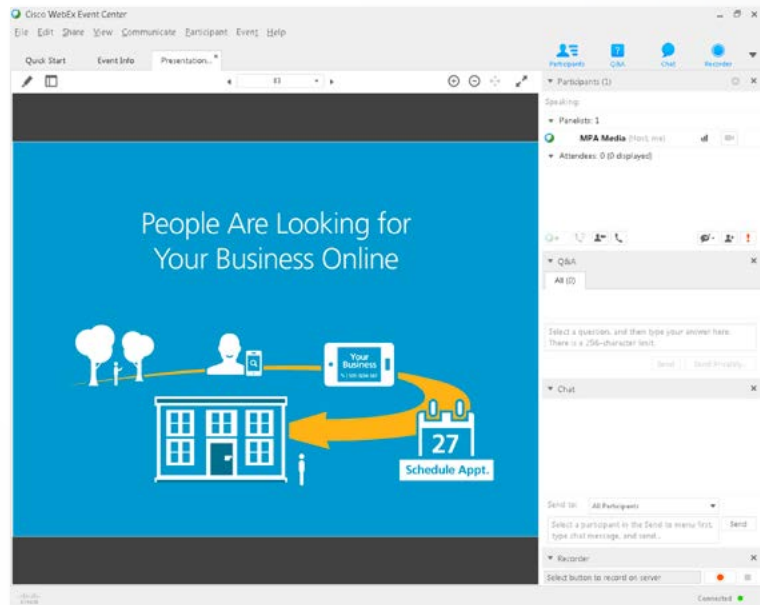 Cisco WebEx Event Center
File Edit Share View Communicate Participant Event Help
Quick Start Event Info Presentation...*
Participants Q&A Chat Recorder
Participants (1)
Speaking:
Panelists: 1
MPA Media (Host, me)
Attendees: 0 (0 displayed)
People Are Looking for
Your Business Online
Your
Business
27
Schedule Appt.
Q&A
All (0)
Select a question, and then type your answer here.
There is a 256-character limit.
Send Send Privately...
Chat
Send to: All Participants
Select a participant in the Send to menu first,
type chat message, and send...
Send
Recorder
Select button to record on server
Connected